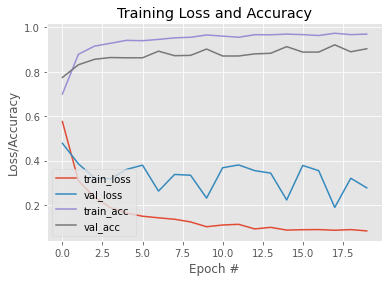 Training Loss and Accuracy
Loss/Accuracy
1.0
0.8
0.6
0.4
0.2
train_loss
val_loss
train_acc
val_acc
0.0 2.5 5.0 7.5 10.0 12.5 15.0 17.5
Epoch #